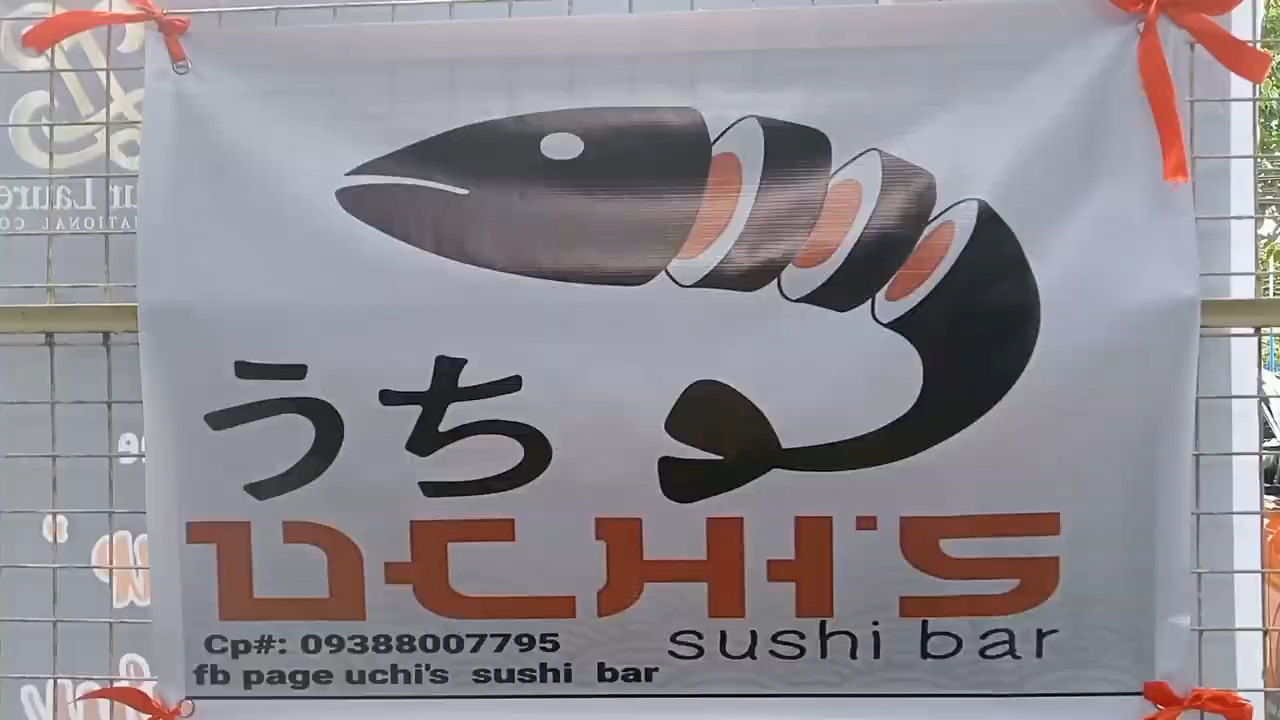 うち
UCHI'S
sushi bar
Cp#: 09388007795
fb page uchi's sushi bar